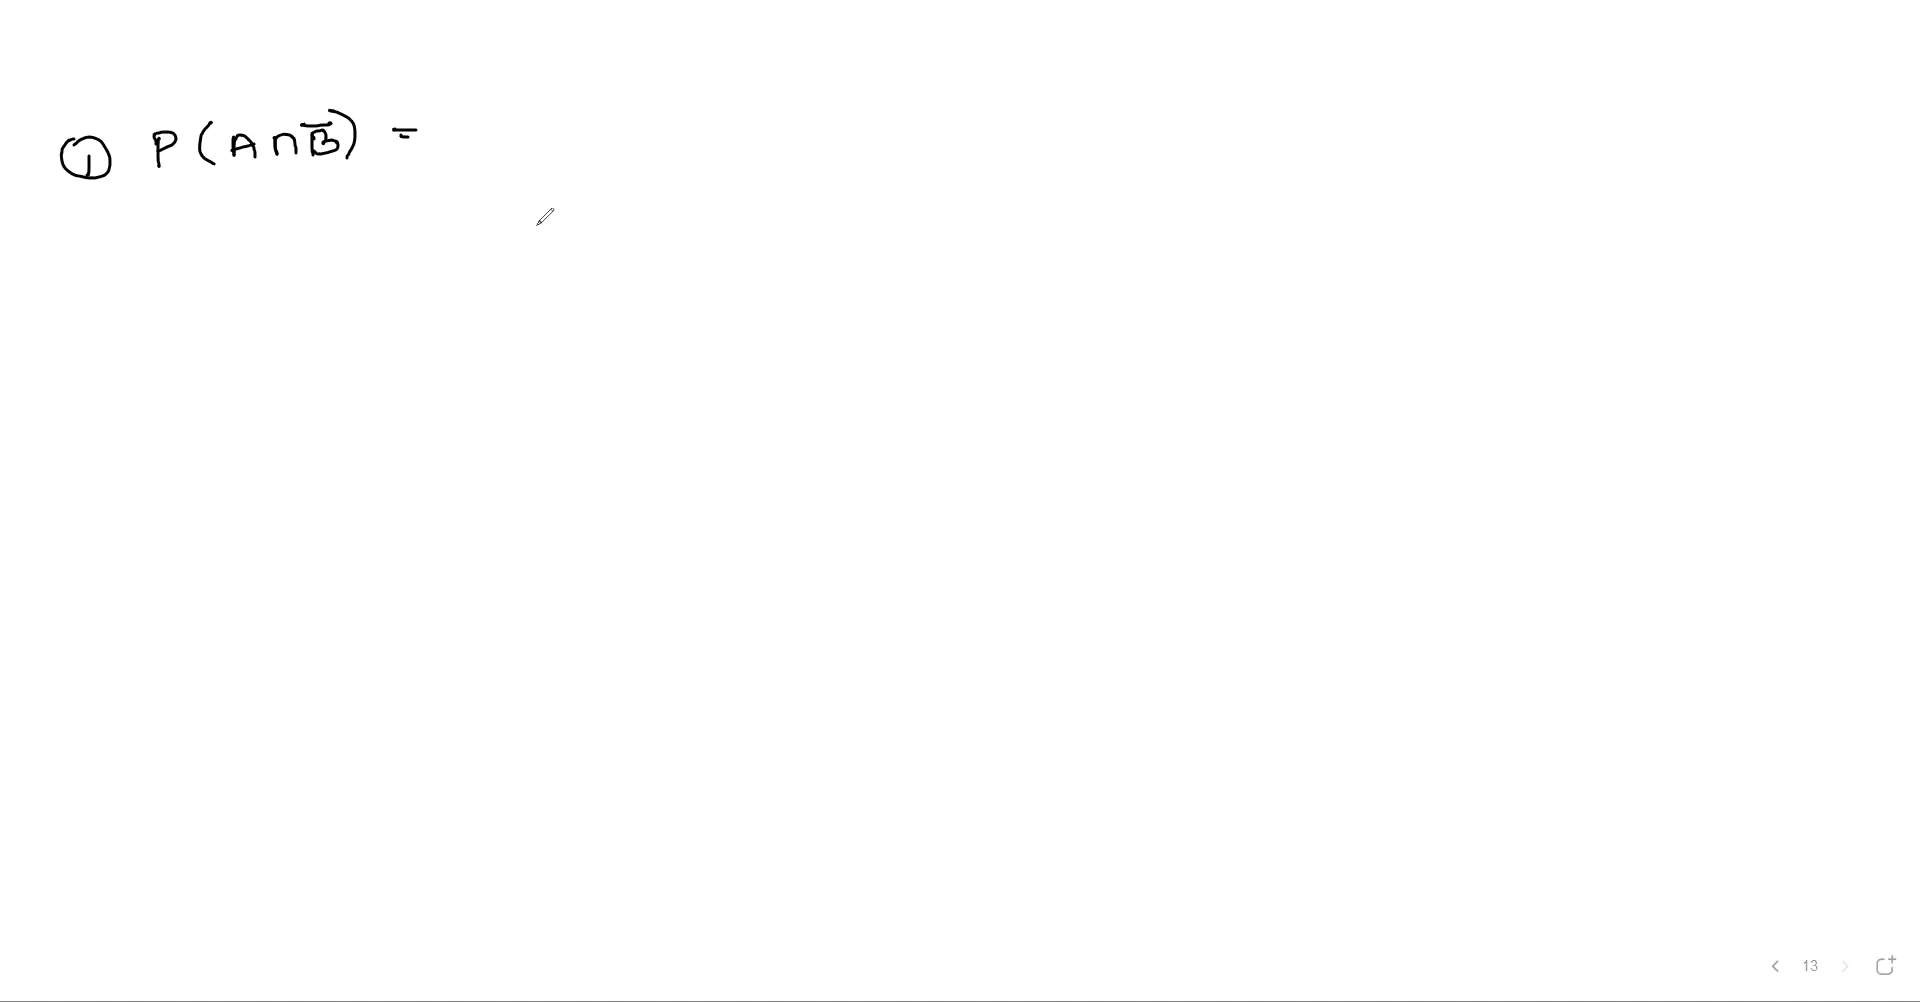 ① P(A∩B̅) =
13